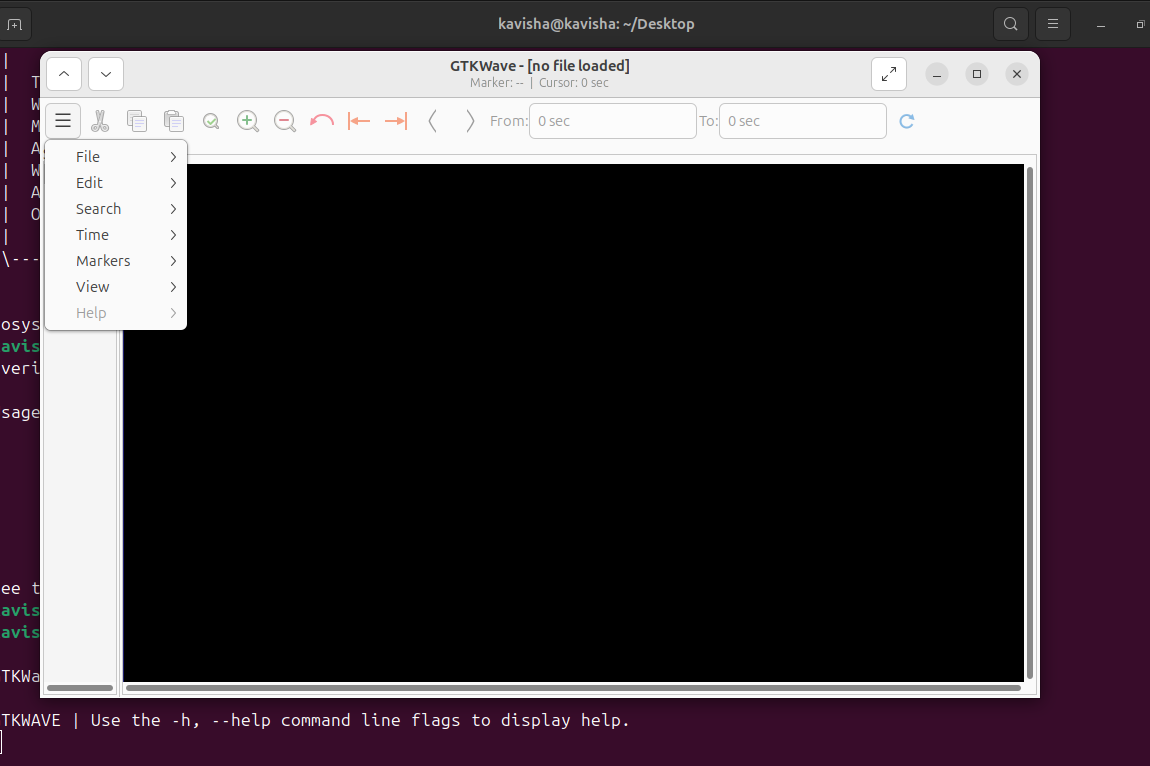 kavisha@kavisha: ~/Desktop
GTKWave - [no file loaded]
Marker: -- | Cursor: 0 sec
From: 0 sec To: 0 sec
File
Edit
Search
Time
Markers
View
Help
|
| T
| W
| M
| A
| W
| A
| O
|
\---
osys
avis
veri
sage
ee t
avis
avis
TKWa
TKWAVE | Use the -h, --help command line flags to display help.